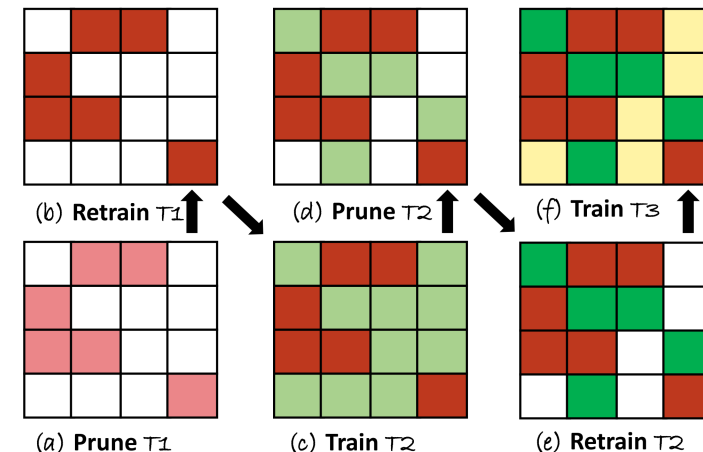 (b) Retrain T1
(d) Prune T2
(f) Train T3
(a) Prune T1
(c) Train T2
(e) Retrain T2